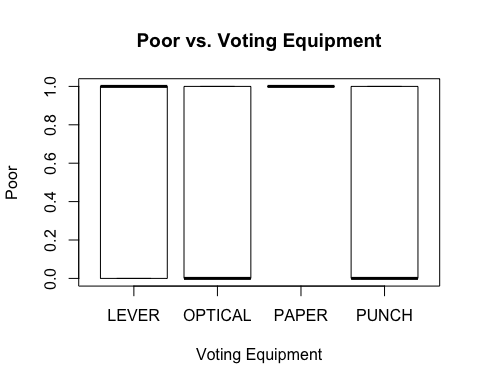 Poor vs. Voting Equipment
Poor
1.0
0.8
0.6
0.4
0.2
0.0
LEVER OPTICAL PAPER PUNCH
Voting Equipment